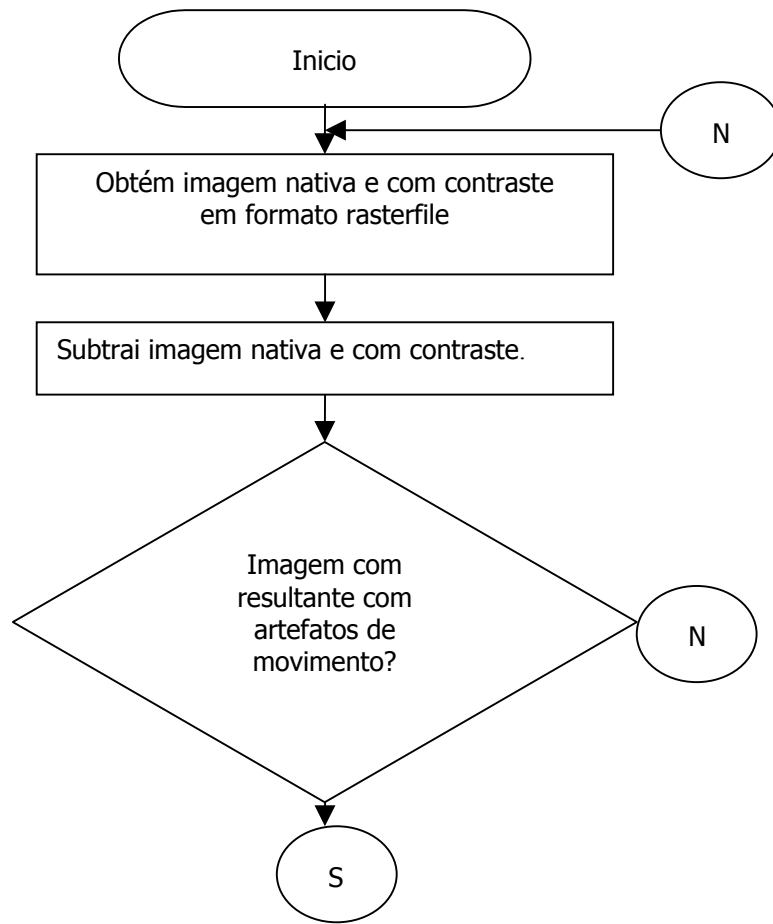 Inicio
N
Obtém imagem nativa e com contraste
em formato rasterfile
Subtrai imagem nativa e com contraste.
Imagem com
resultante com
artefatos de
movimento?
N
S